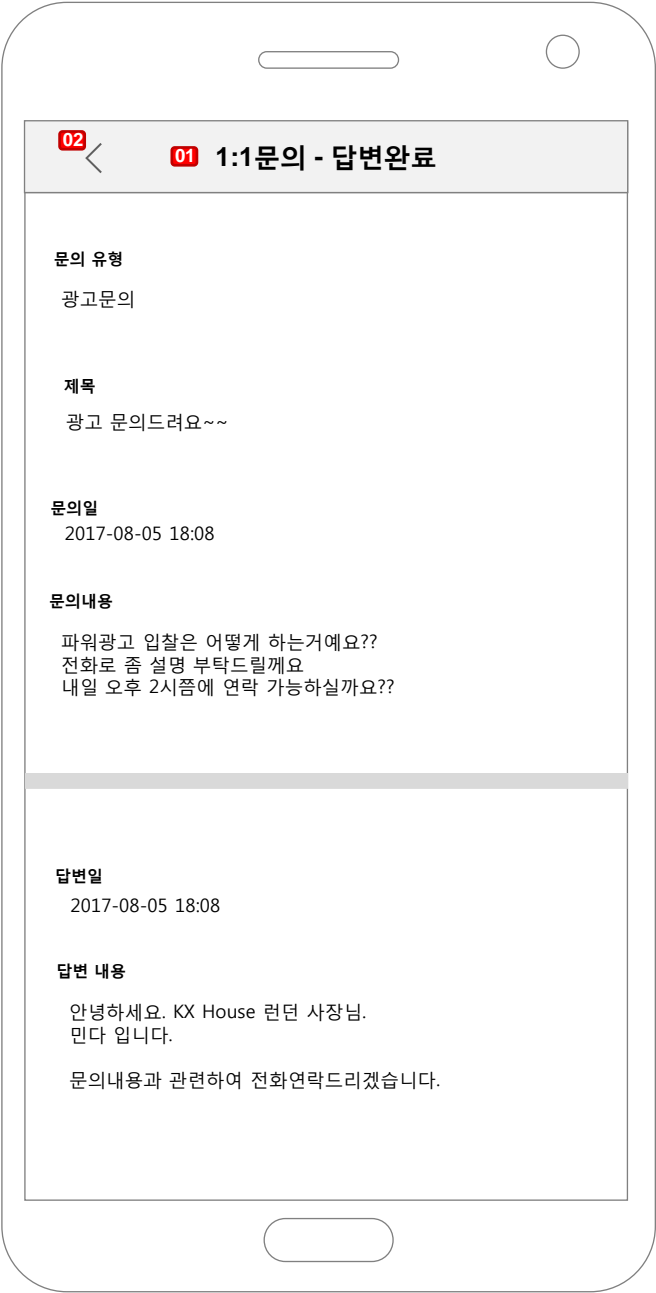 02
01 1:1문의 - 답변완료
문의 유형
광고문의
제목
광고 문의드려요~~
문의일
2017-08-05 18:08
문의내용
파워광고 입찰은 어떻게 하는거예요??
전화로 좀 설명 부탁드릴께요
내일 오후 2시쯤에 연락 가능하실까요??
답변일
2017-08-05 18:08
답변 내용
안녕하세요. KX House 런던 사장님.
민다 입니다.
문의내용과 관련하여 전화연락드리겠습니다.